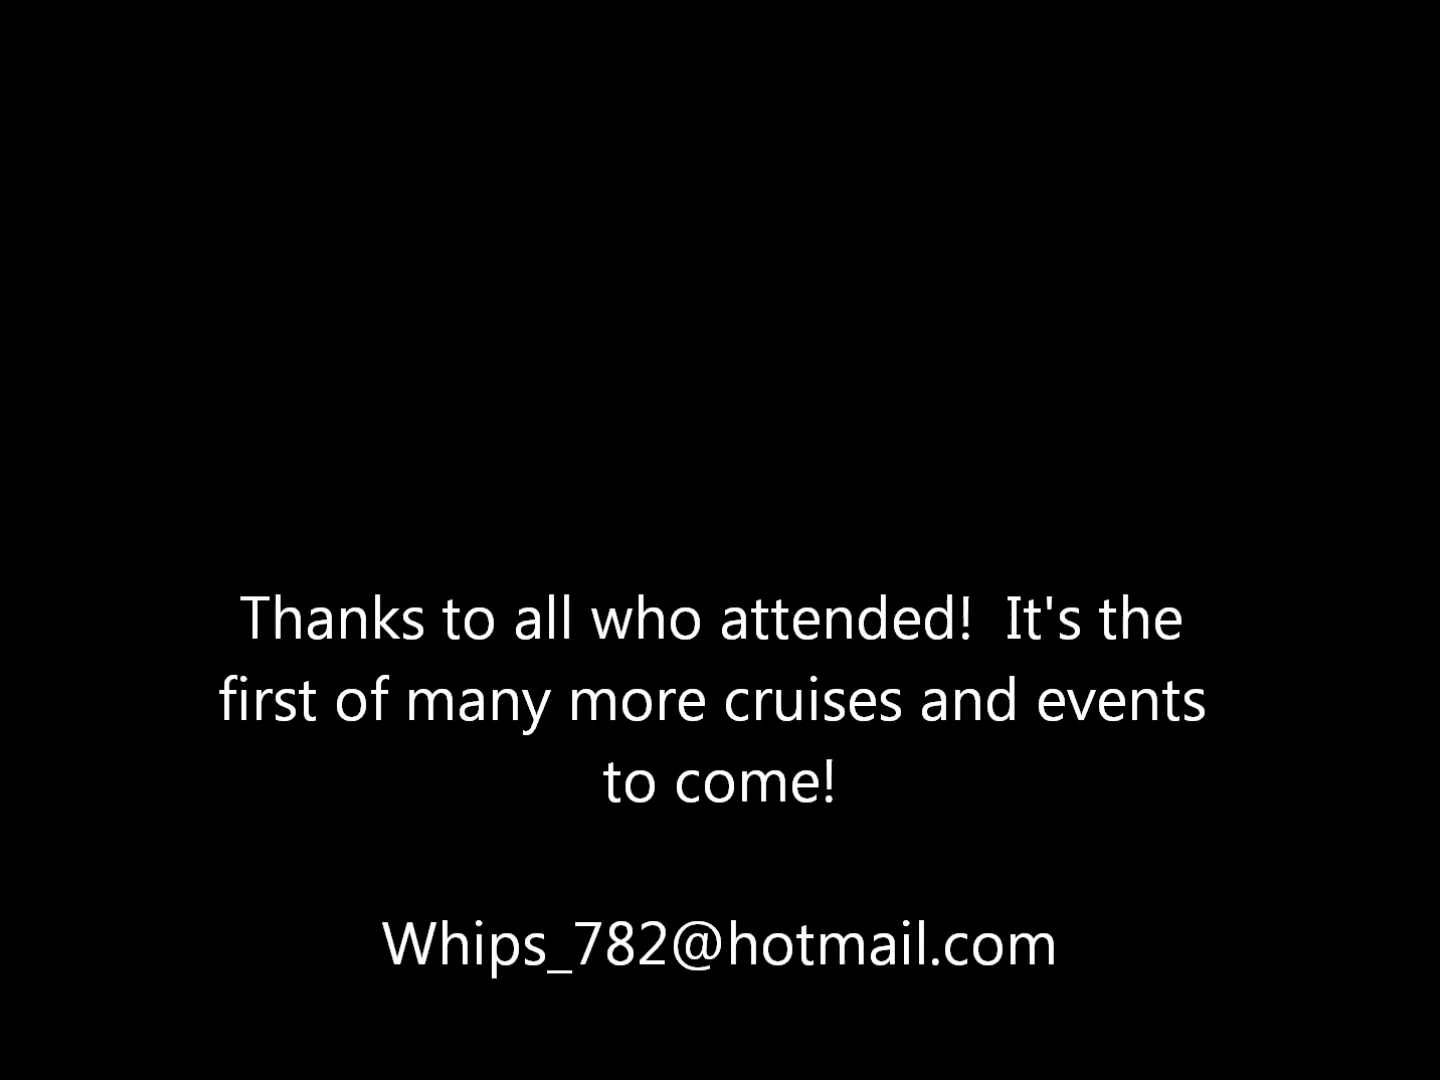 Thanks to all who attended!  It's the
first of many more cruises and events
to come!
Whips_782@hotmail.com